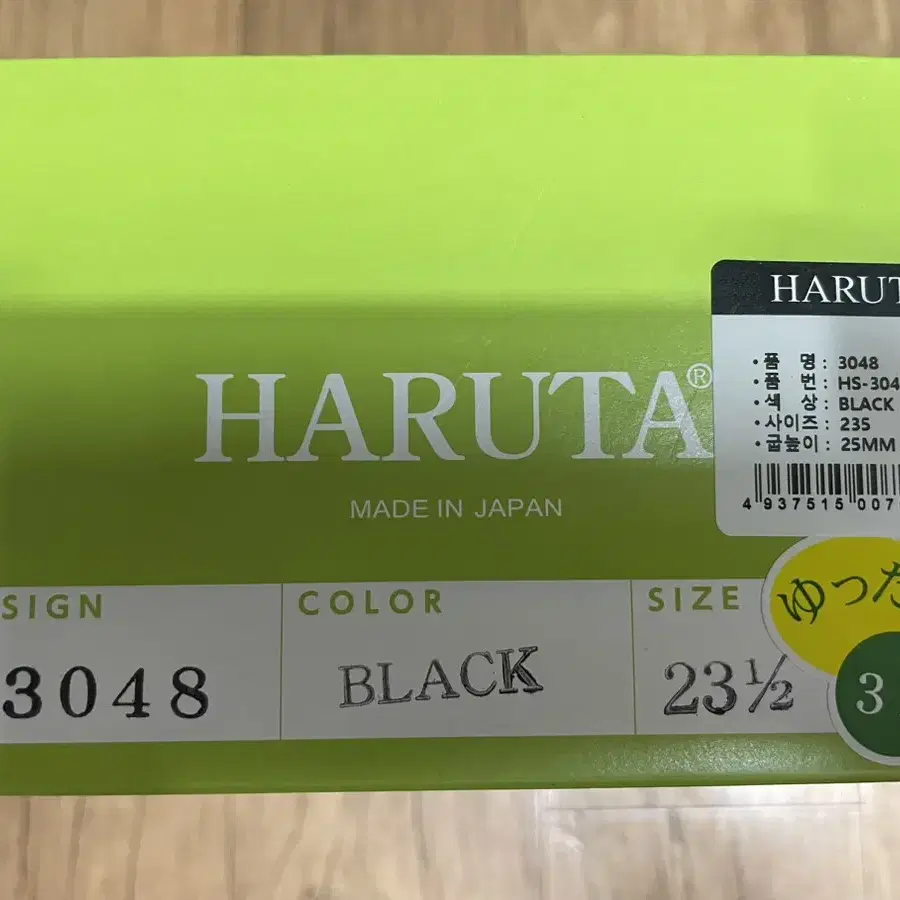 HARUTA®
MADE IN JAPAN
HARUT
• 품 명 : 3048
• 품 번 : HS-304
• 색 상 : BLACK
• 사이즈 : 235
• 굽높이 : 25MM
4 937515 007
ゆった
3
SIGN COLOR SIZE
3048 BLACK 23½